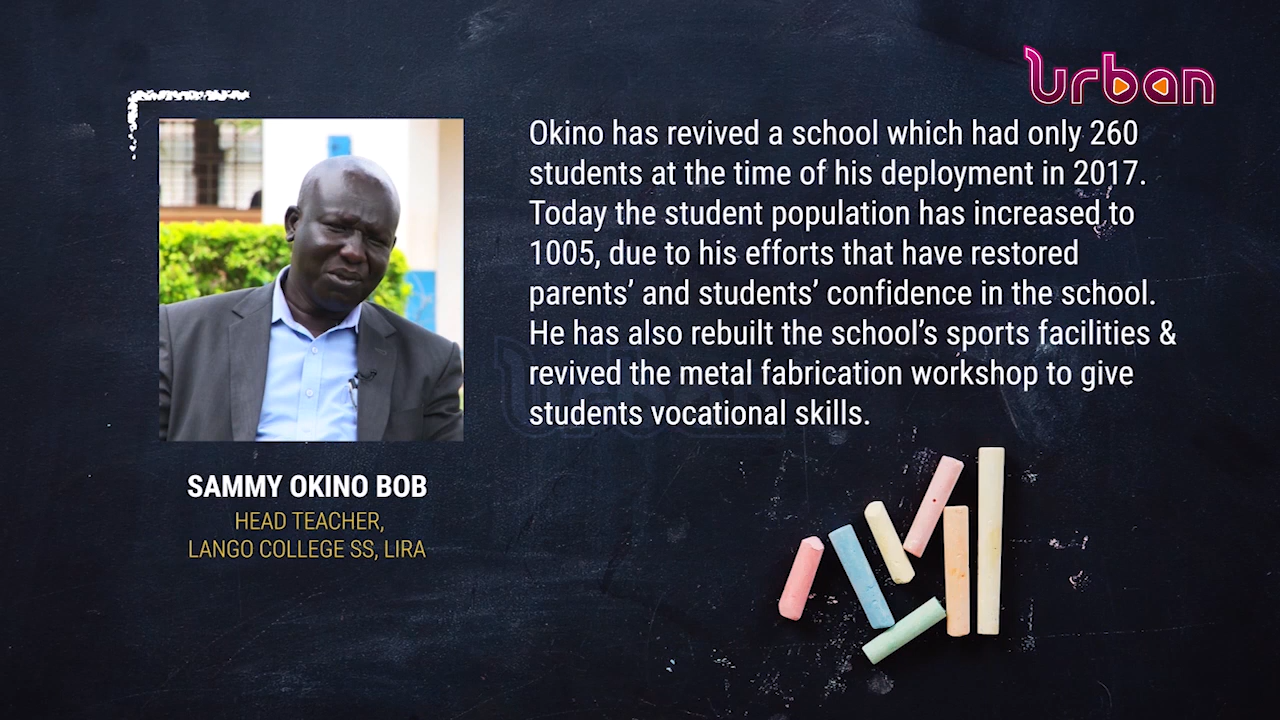 Urban
Okino has revived a school which had only 260
students at the time of his deployment in 2017.
Today the student population has increased to
1005, due to his efforts that have restored
parents’ and students’ confidence in the school.
He has also rebuilt the school’s sports facilities &
revived the metal fabrication workshop to give
students vocational skills.
SAMMY OKINO BOB
HEAD TEACHER,
LANGO COLLEGE SS, LIRA